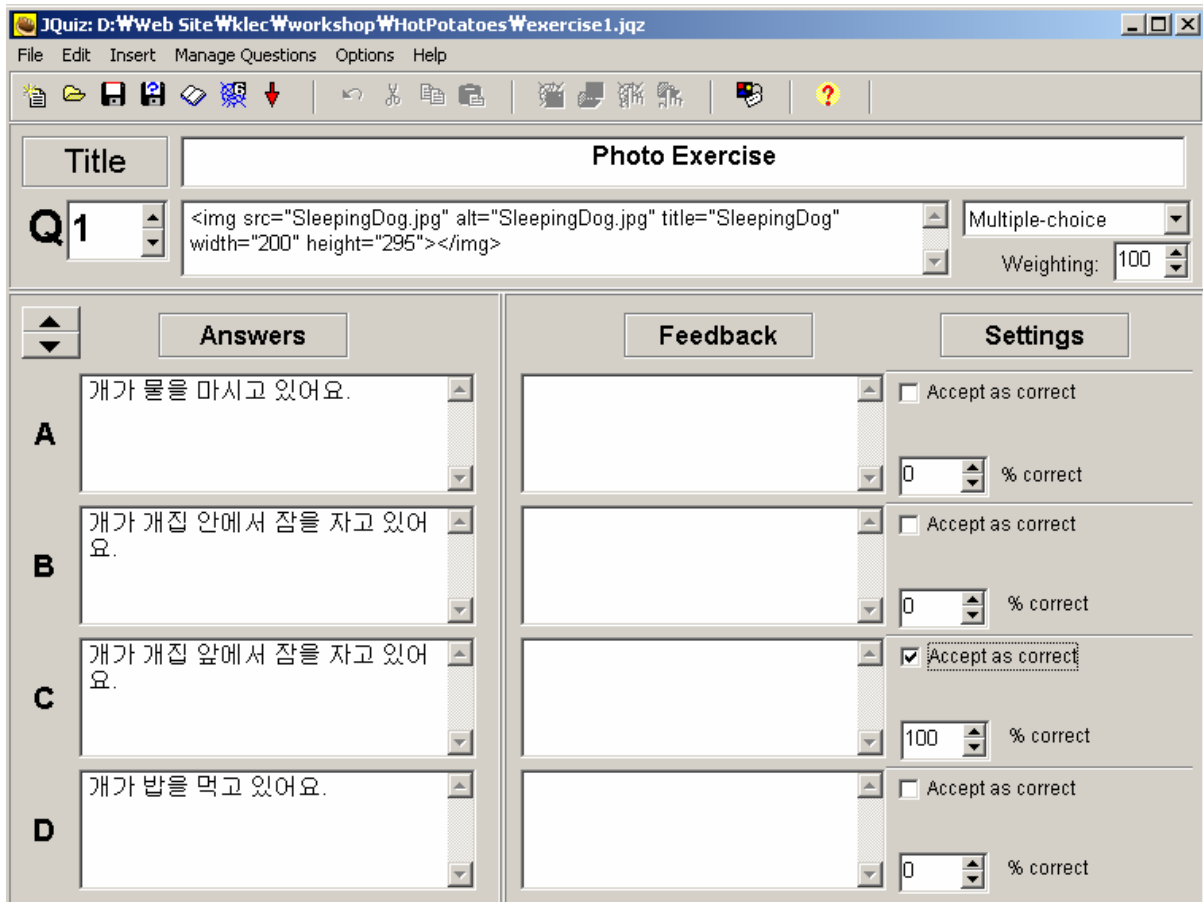 JQuiz: D:₩Web Site₩klec₩workshop₩HotPotatoes₩exercise1.jqz
File Edit Insert Manage Questions Options Help
Title
Photo Exercise
Q 1
<img src="SleepingDog.jpg" alt="SleepingDog.jpg" title="SleepingDog"
width="200" height="295"></img>
Multiple-choice
Weighting: 100
Answers
Feedback
Settings
A
개가 물을 마시고 있어요.
Accept as correct
0 % correct
B
개가 개집 안에서 잠을 자고 있어
요.
Accept as correct
0 % correct
C
개가 개집 앞에서 잠을 자고 있어
요.
Accept as correct
100 % correct
D
개가 밥을 먹고 있어요.
Accept as correct
0 % correct